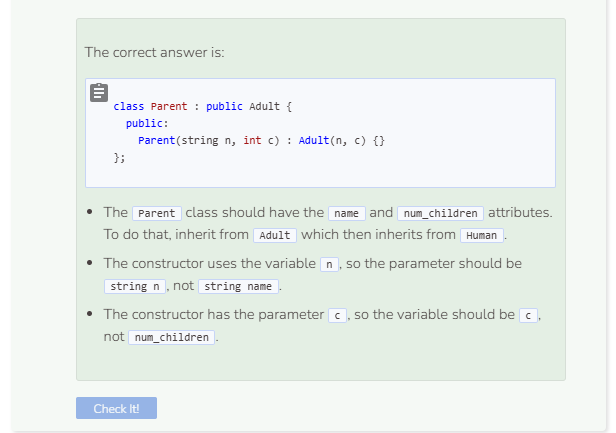 The correct answer is:
class Parent : public Adult {
public:
Parent(string n, int c) : Adult(n, c) {}
};
• The Parent class should have the name and num_children attributes.
To do that, inherit from Adult which then inherits from Human .
• The constructor uses the variable n , so the parameter should be
string n , not string name .
• The constructor has the parameter c , so the variable should be c ,
not num_children .
Check It!